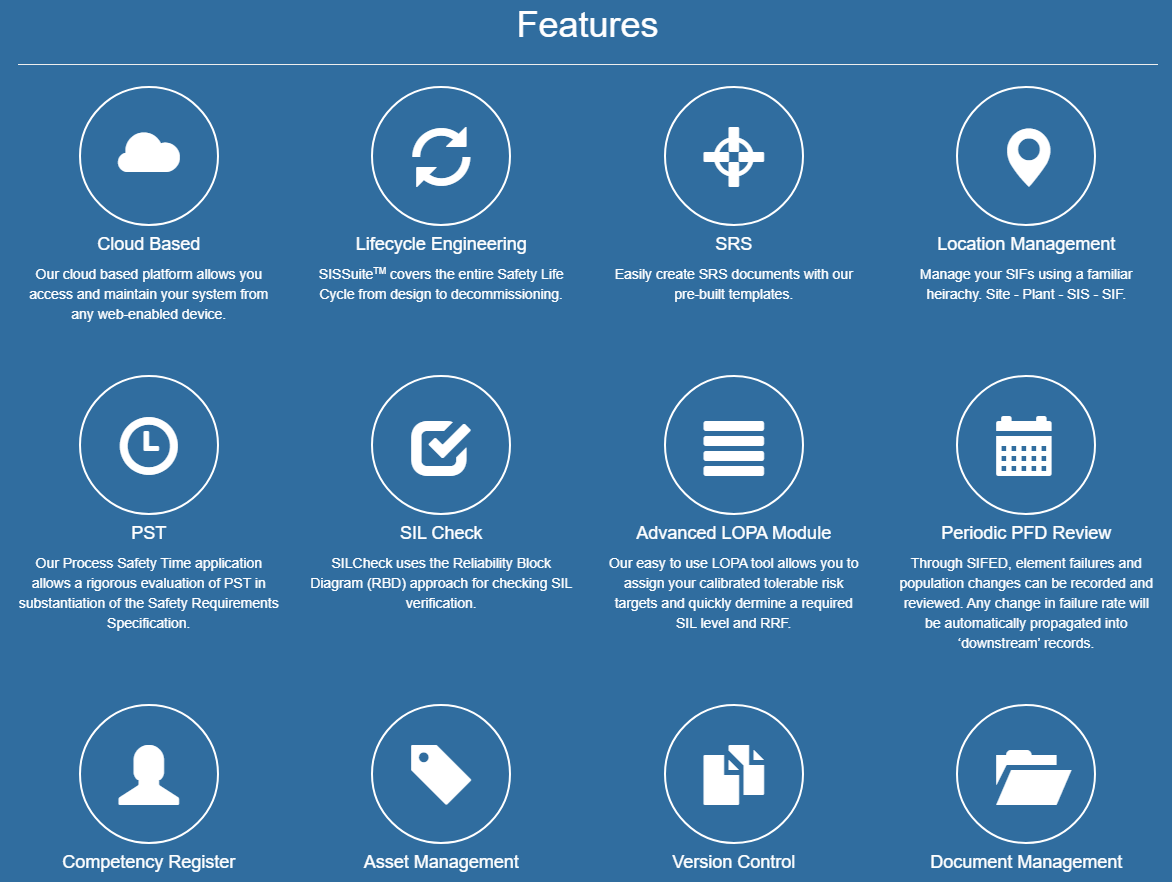 Features
Cloud Based
Our cloud based platform allows you
access and maintain your system from
any web-enabled device.
Lifecycle Engineering
SISSuite™ covers the entire Safety Life
Cycle from design to decommissioning.
SRS
Easily create SRS documents with our
pre-built templates.
Location Management
Manage your SIFs using a familiar
heirachy. Site - Plant - SIS - SIF.
PST
Our Process Safety Time application
allows a rigorous evaluation of PST in
substantiation of the Safety Requirements
Specification.
SIL Check
SILCheck uses the Reliability Block
Diagram (RBD) approach for checking SIL
verification.
Advanced LOPA Module
Our easy to use LOPA tool allows you to
assign your calibrated tolerable risk
targets and quickly dermine a required
SIL level and RRF.
Periodic PFD Review
Through SIFED, element failures and
population changes can be recorded and
reviewed. Any change in failure rate will
be automatically propagated into
‘downstream’ records.
Competency Register
Asset Management
Version Control
Document Management